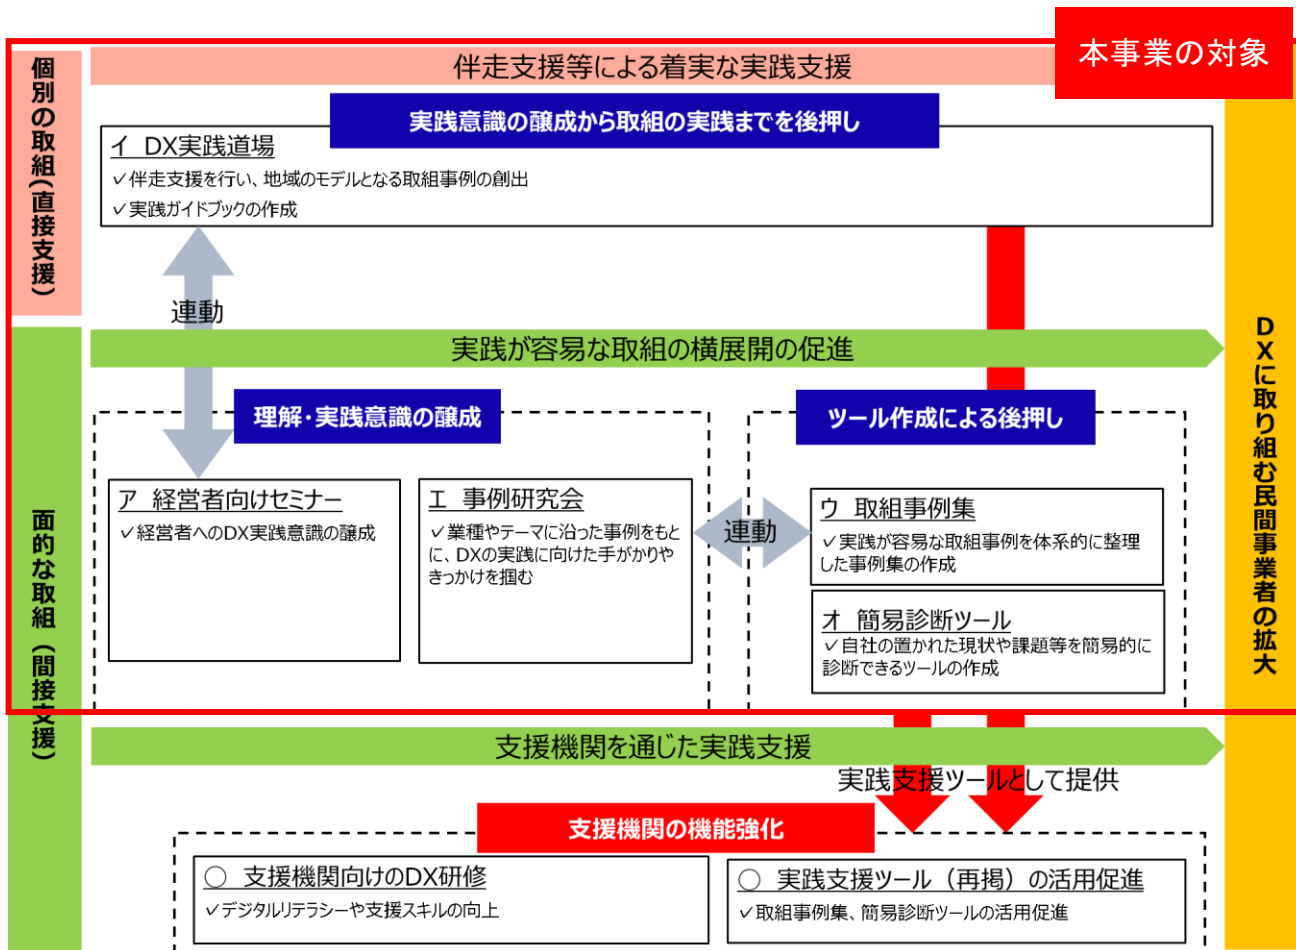 本事業の対象
個別の取組(直接支援)
伴走支援等による着実な実践支援
実践意識の醸成から取組の実践までを後押し
イ DX実践道場
✓伴走支援を行い、地域のモデルとなる取組事例の創出
✓実践ガイドブックの作成
連動
実践が容易な取組の横展開の促進
DXに取り組む民間事業者の拡大
面的な取組(間接支援)
理解・実践意識の醸成
ア 経営者向けセミナー
✓経営者へのDX実践意識の醸成
エ 事例研究会
✓業種やテーマに沿った事例をもと
に、DXの実践に向けた手がかりや
きっかけを掴む
連動
ツール作成による後押し
ウ 取組事例集
✓実践が容易な取組事例を体系的に整理
した事例集の作成
オ 簡易診断ツール
✓自社の置かれた現状や課題等を簡易的に
診断できるツールの作成
支援機関を通じた実践支援
実践支援ツールとして提供
支援機関の機能強化
○ 支援機関向けのDX研修
✓デジタルリテラシーや支援スキルの向上
○ 実践支援ツール（再掲）の活用促進
✓取組事例集、簡易診断ツールの活用促進